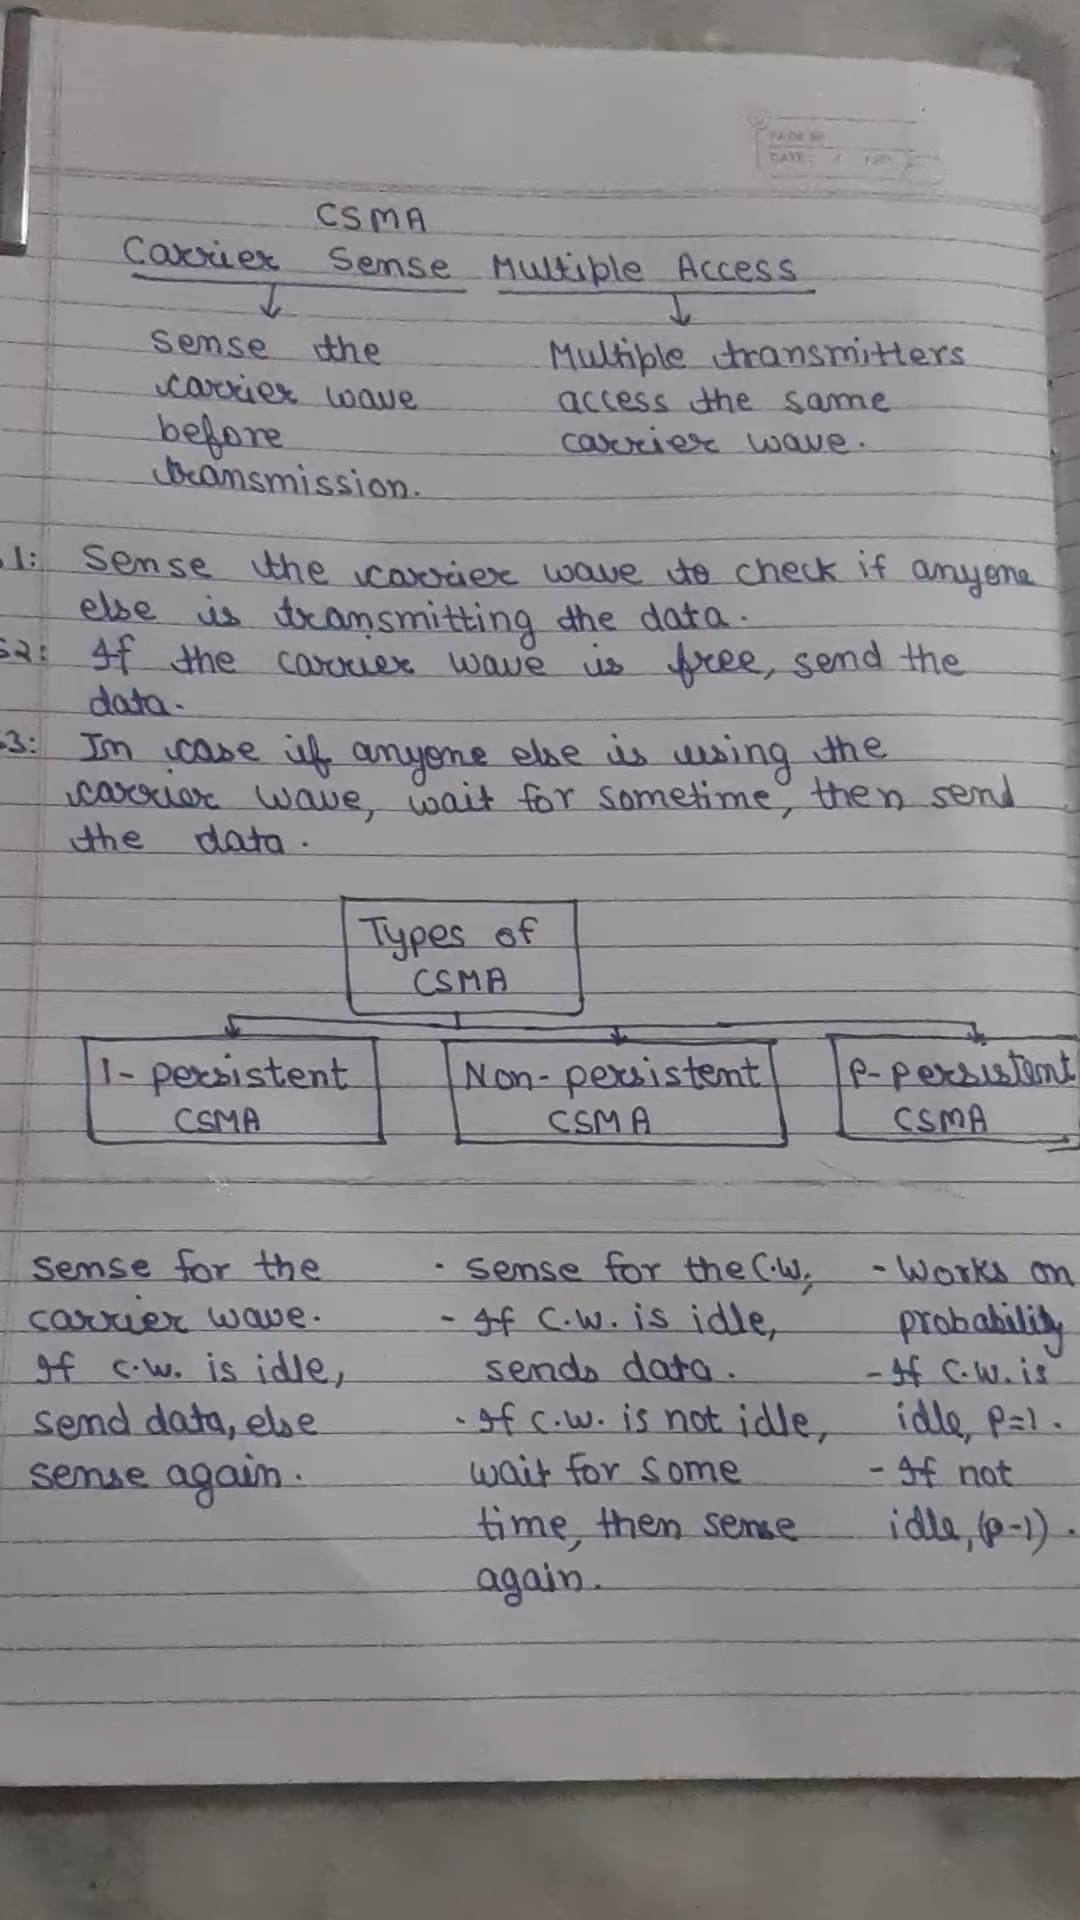 PAGE NO
DATE: / /
CSMA
Carrier Sense Multiple Access
sense the
carrier wave
before
transmission.
Multiple transmitters
access the same
carrier wave.
1: Sense the carrier wave to check if anyone
else is transmitting the data.
S2: If the carrier wave is free, send the
data.
3: In case if anyone else is using the
carrier wave, wait for sometime, then send
the data.
Types of
CSMA
1- persistent
CSMA
Non- persistent
CSMA
P- persistent
CSMA
sense for the
carrier wave.
If c.w. is idle,
send data, else
sense again.
· sense for the C.W.
- If C.W. is idle,
sends data.
· If c.w. is not idle,
wait for some
time, then sense
again.
- Works on
probability
- If C.W. is
idle, P=1.
- If not
idle, (p-1).